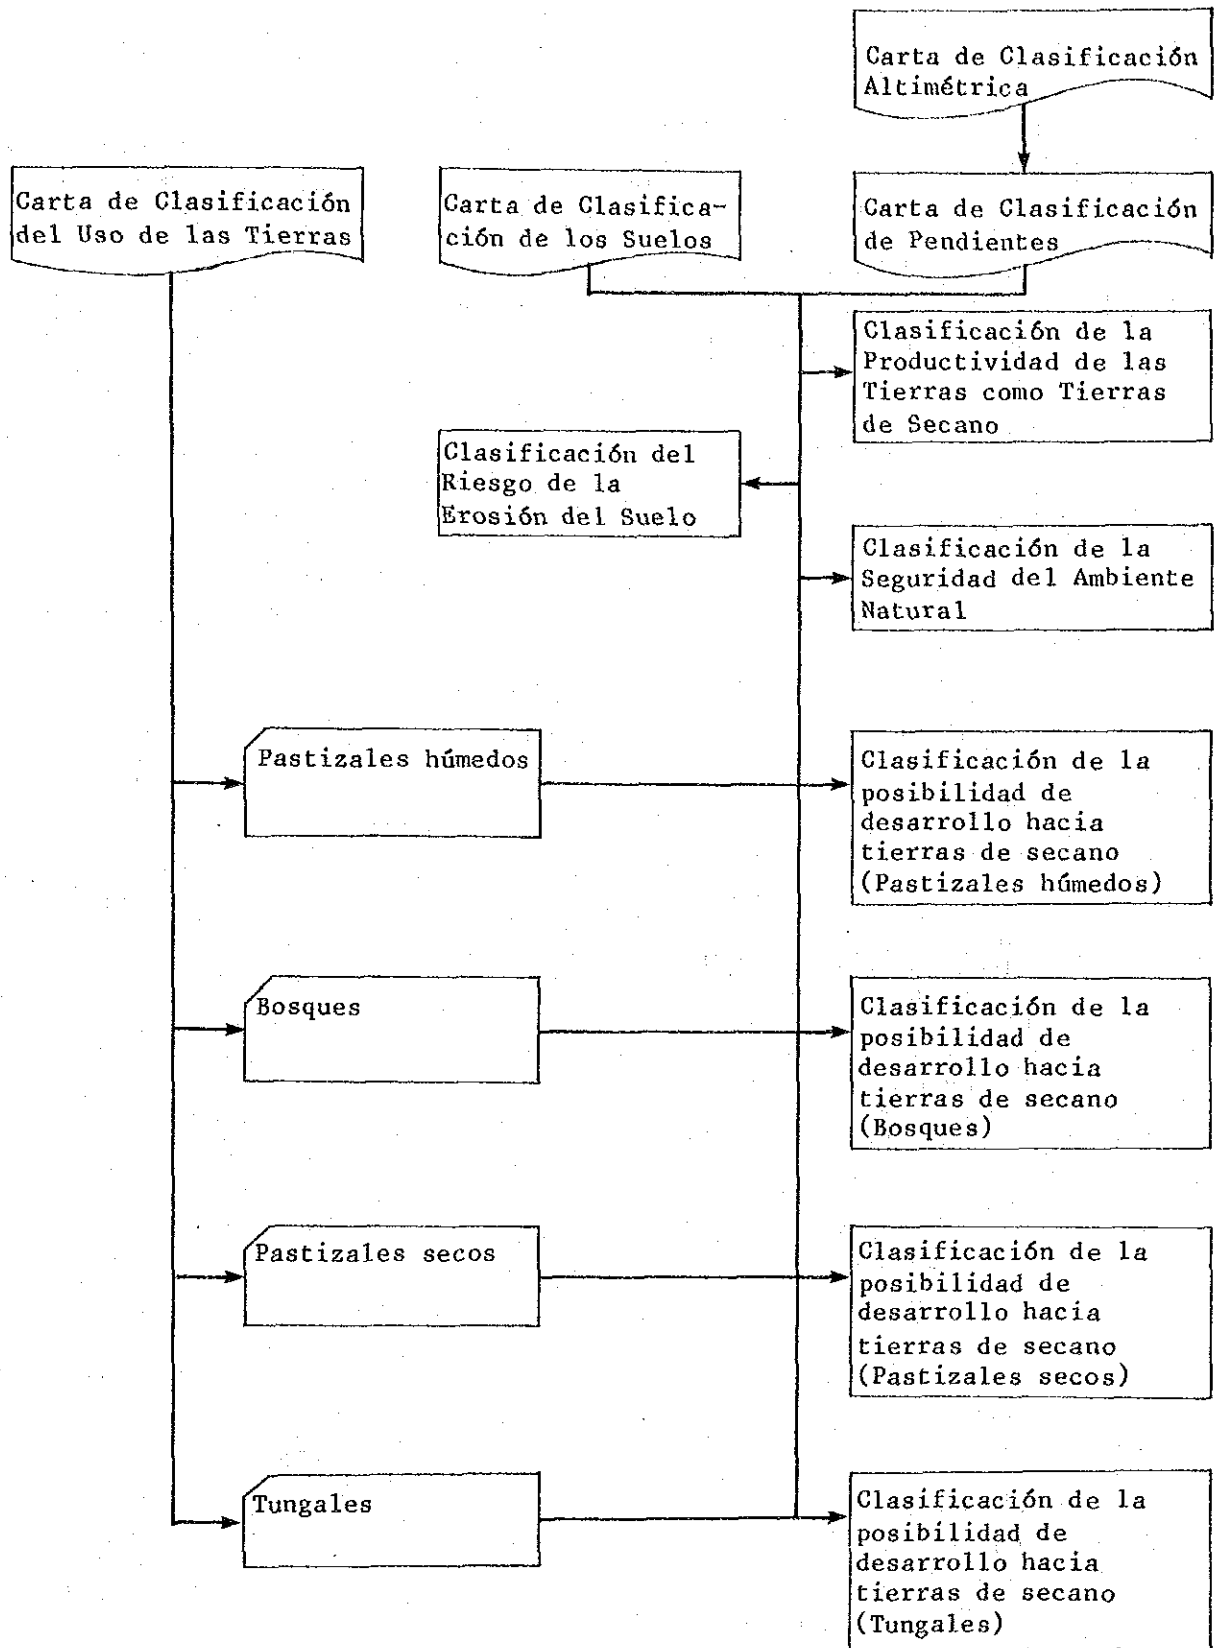 Carta de Clasificación
Altimétrica
Carta de Clasificación
del Uso de las Tierras
Carta de Clasifica-
ción de los Suelos
Carta de Clasificación
de Pendientes
Clasificación de la
Productividad de las
Tierras como Tierras
de Secano
Clasificación del
Riesgo de la
Erosión del Suelo
Clasificación de la
Seguridad del Ambiente
Natural
Pastizales húmedos
Clasificación de la
posibilidad de
desarrollo hacia
tierras de secano
(Pastizales húmedos)
Bosques
Clasificación de la
posibilidad de
desarrollo hacia
tierras de secano
(Bosques)
Pastizales secos
Clasificación de la
posibilidad de
desarrollo hacia
tierras de secano
(Pastizales secos)
Tungales
Clasificación de la
posibilidad de
desarrollo hacia
tierras de secano
(Tungales)